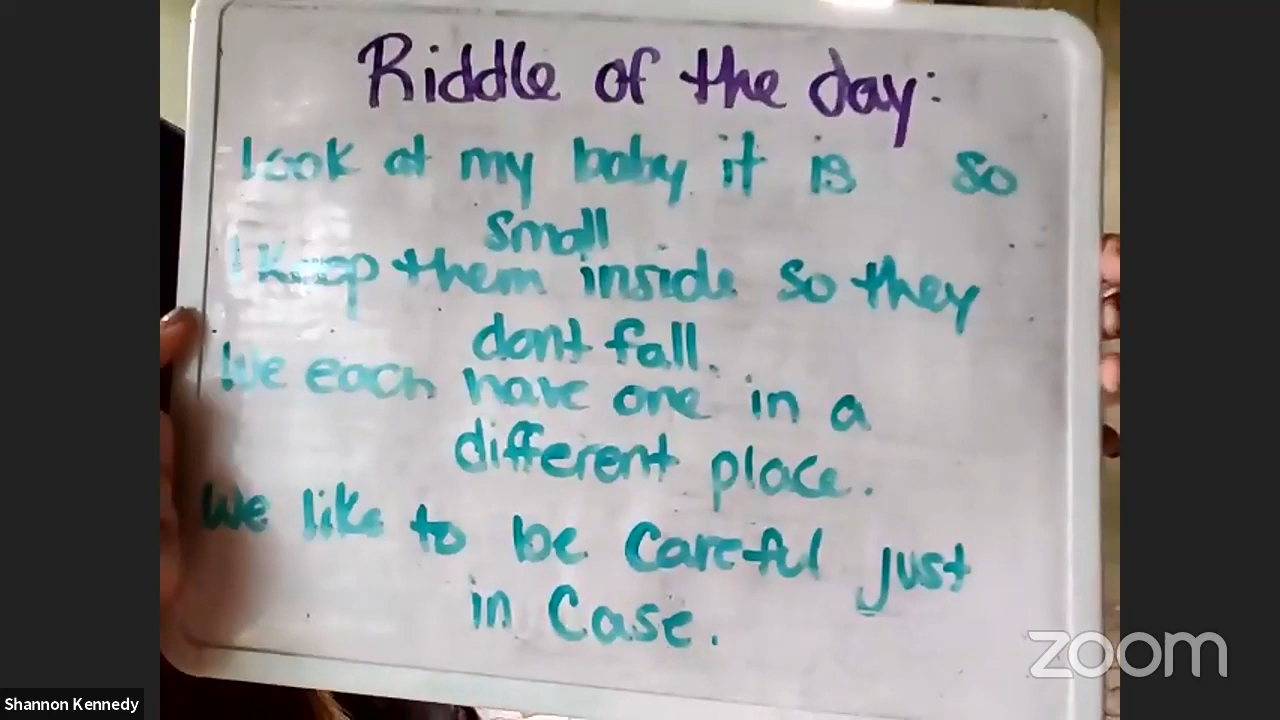 Riddle of the day:
Look at my baby it is so
small
I keep them inside so they
dont fall.
We each have one in a
different place.
We like to be careful just
in Case.
zoom
Shannon Kennedy